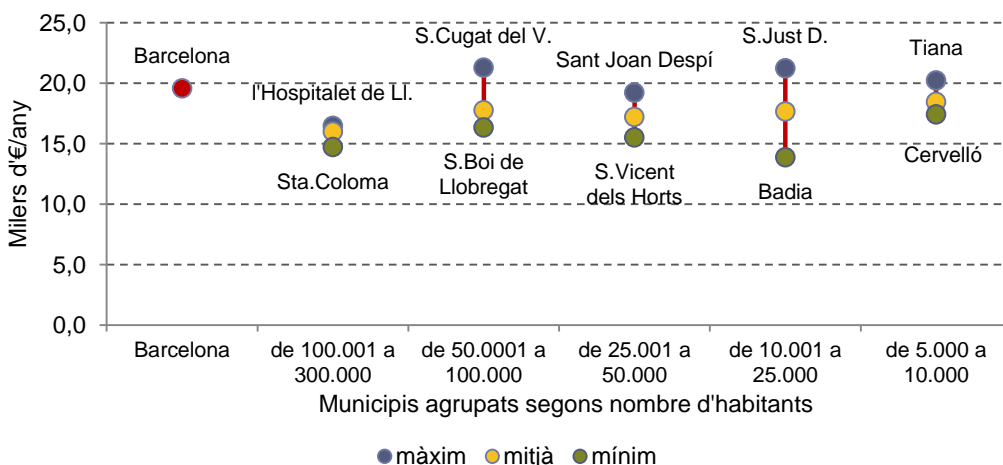 25,0
20,0
15,0
10,0
5,0
0,0
Milers d'€/any
Barcelona
l'Hospitalet de Ll.
Sta.Coloma
S.Cugat del V.
S.Boi de
Llobregat
Sant Joan Despí
S.Vicent
dels Horts
S.Just D.
Badia
Tiana
Cervelló
Barcelona
de 100.001 a
300.000
de 50.0001 a
100.000
de 25.001 a
50.000
de 10.001 a
25.000
de 5.000 a
10.000
Municipis agrupats segons nombre d'habitants
màxim
mitjà
mínim